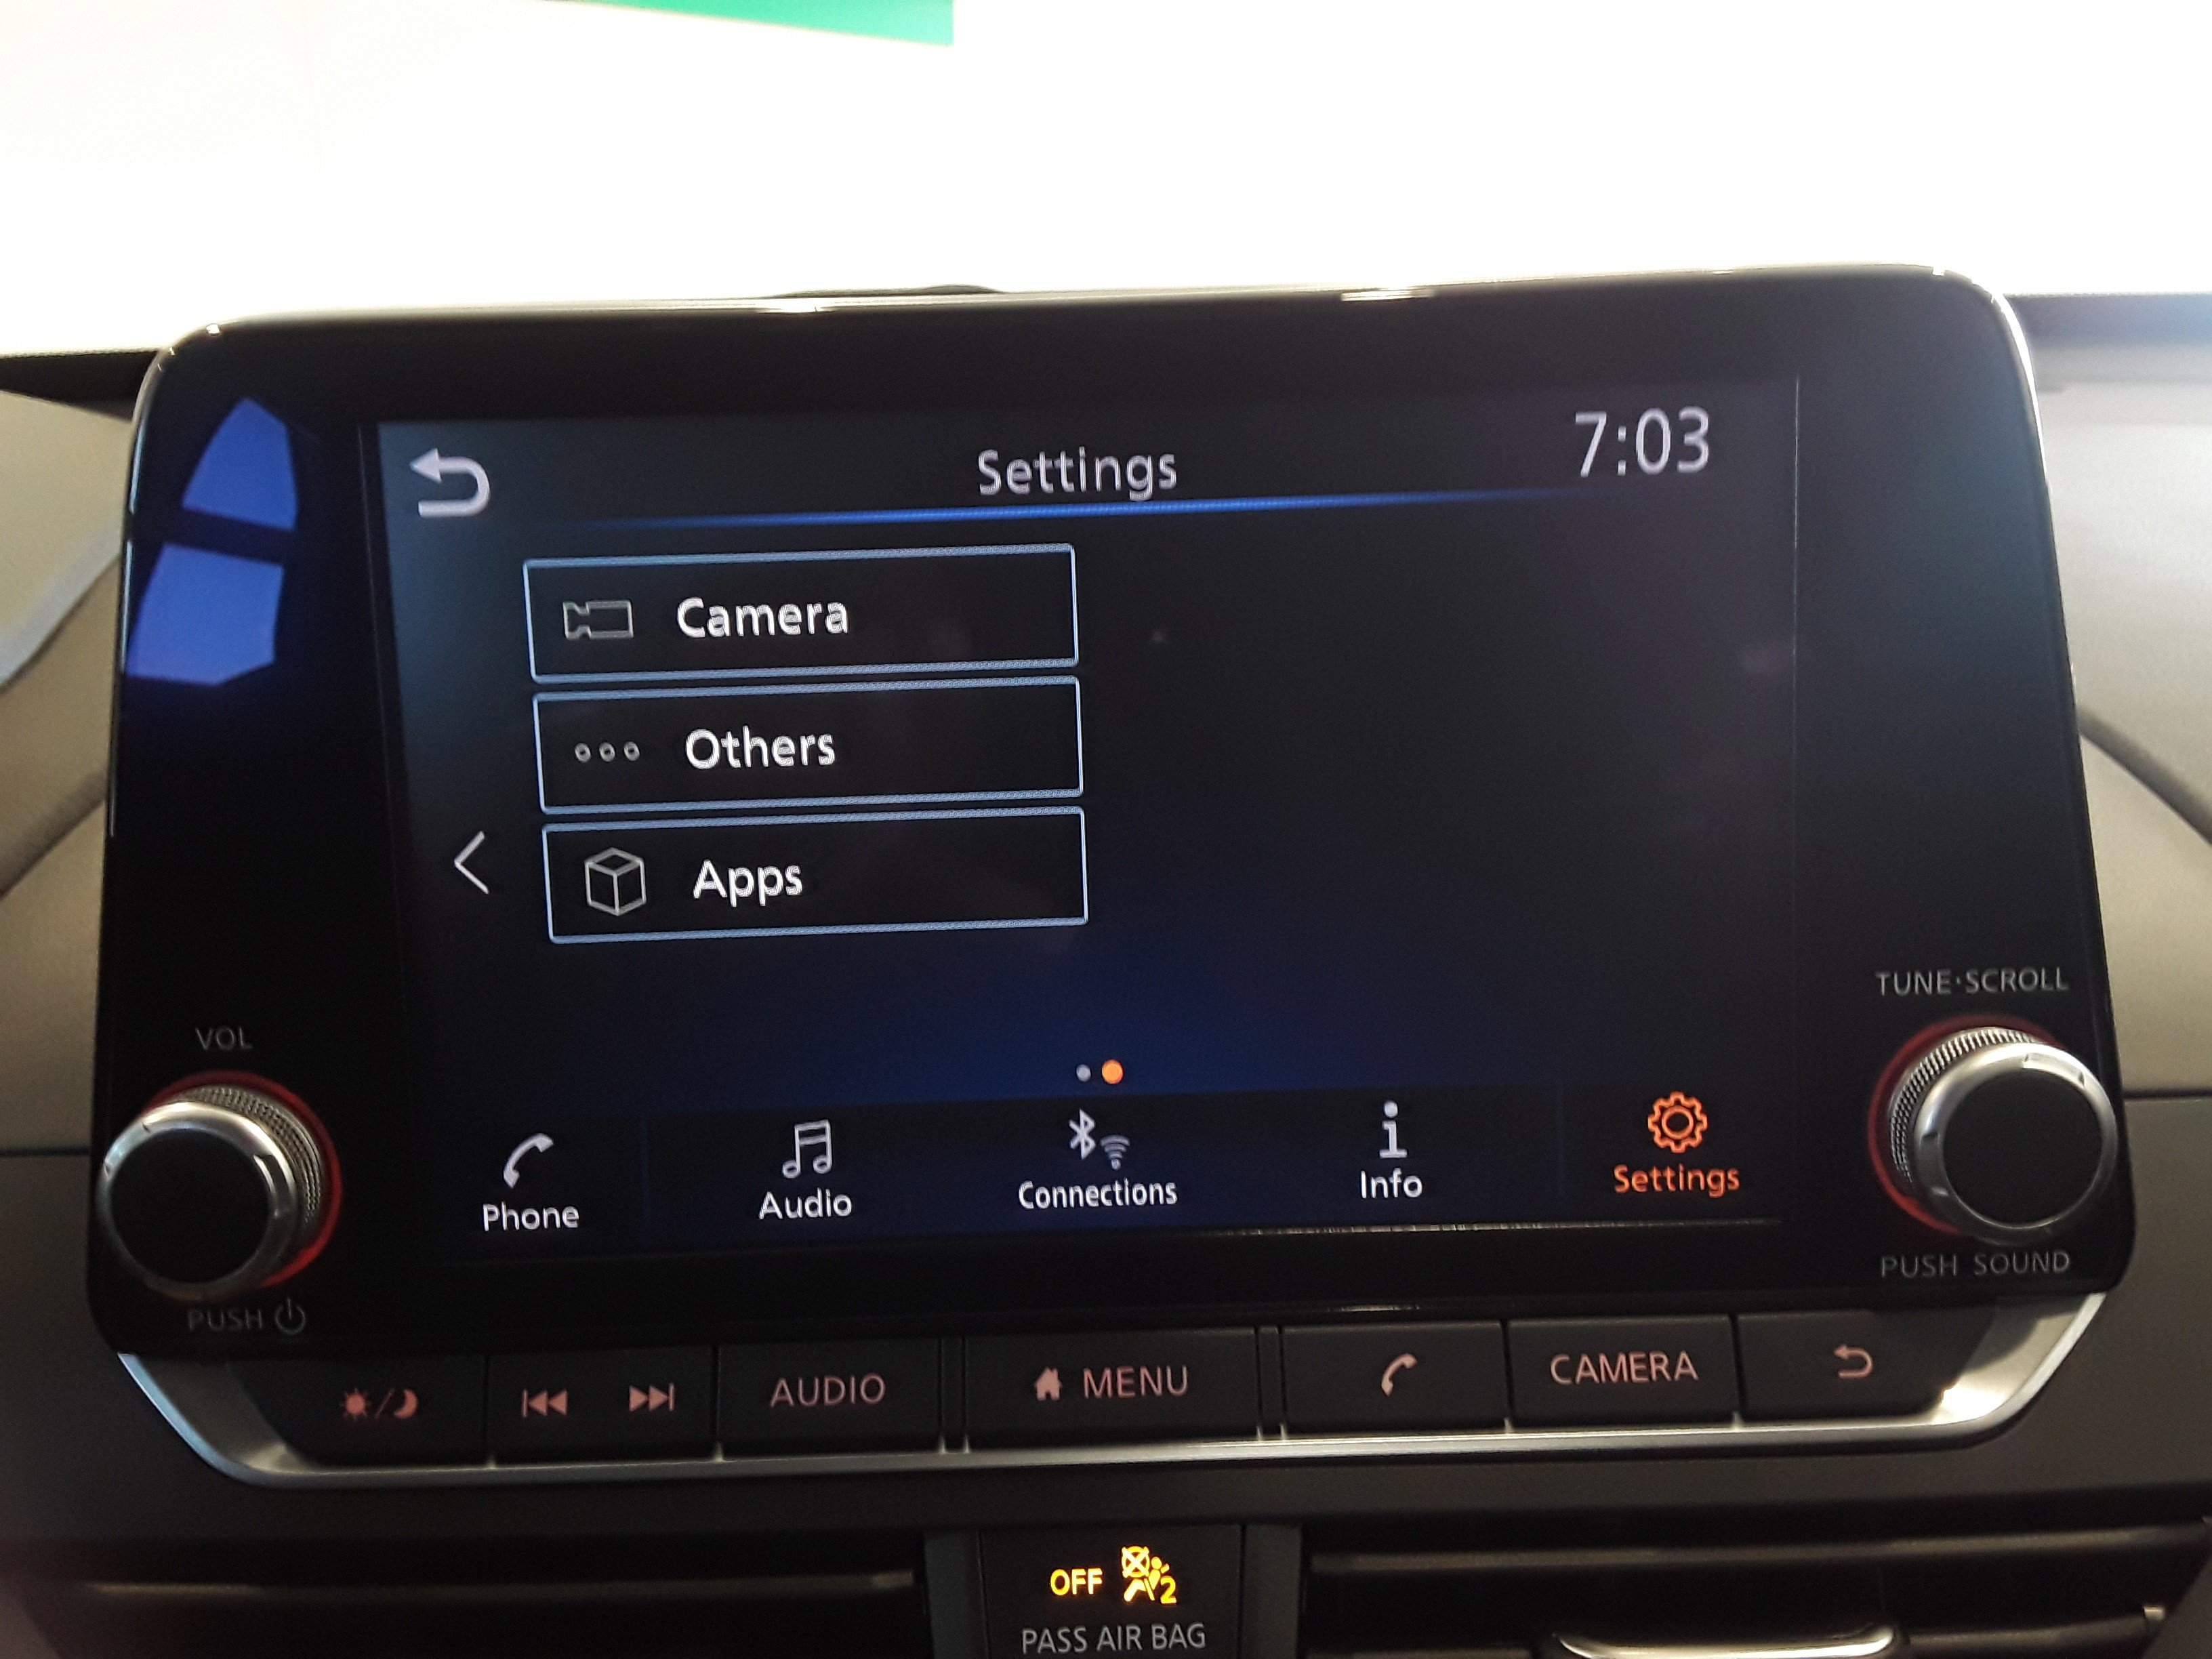 Settings
7:03
Camera
Others
Apps
TUNE·SCROLL
VOL
Phone
Audio
Connections
Info
Settings
PUSH SOUND
PUSH
AUDIO
MENU
CAMERA
OFF
2
PASS AIR BAG